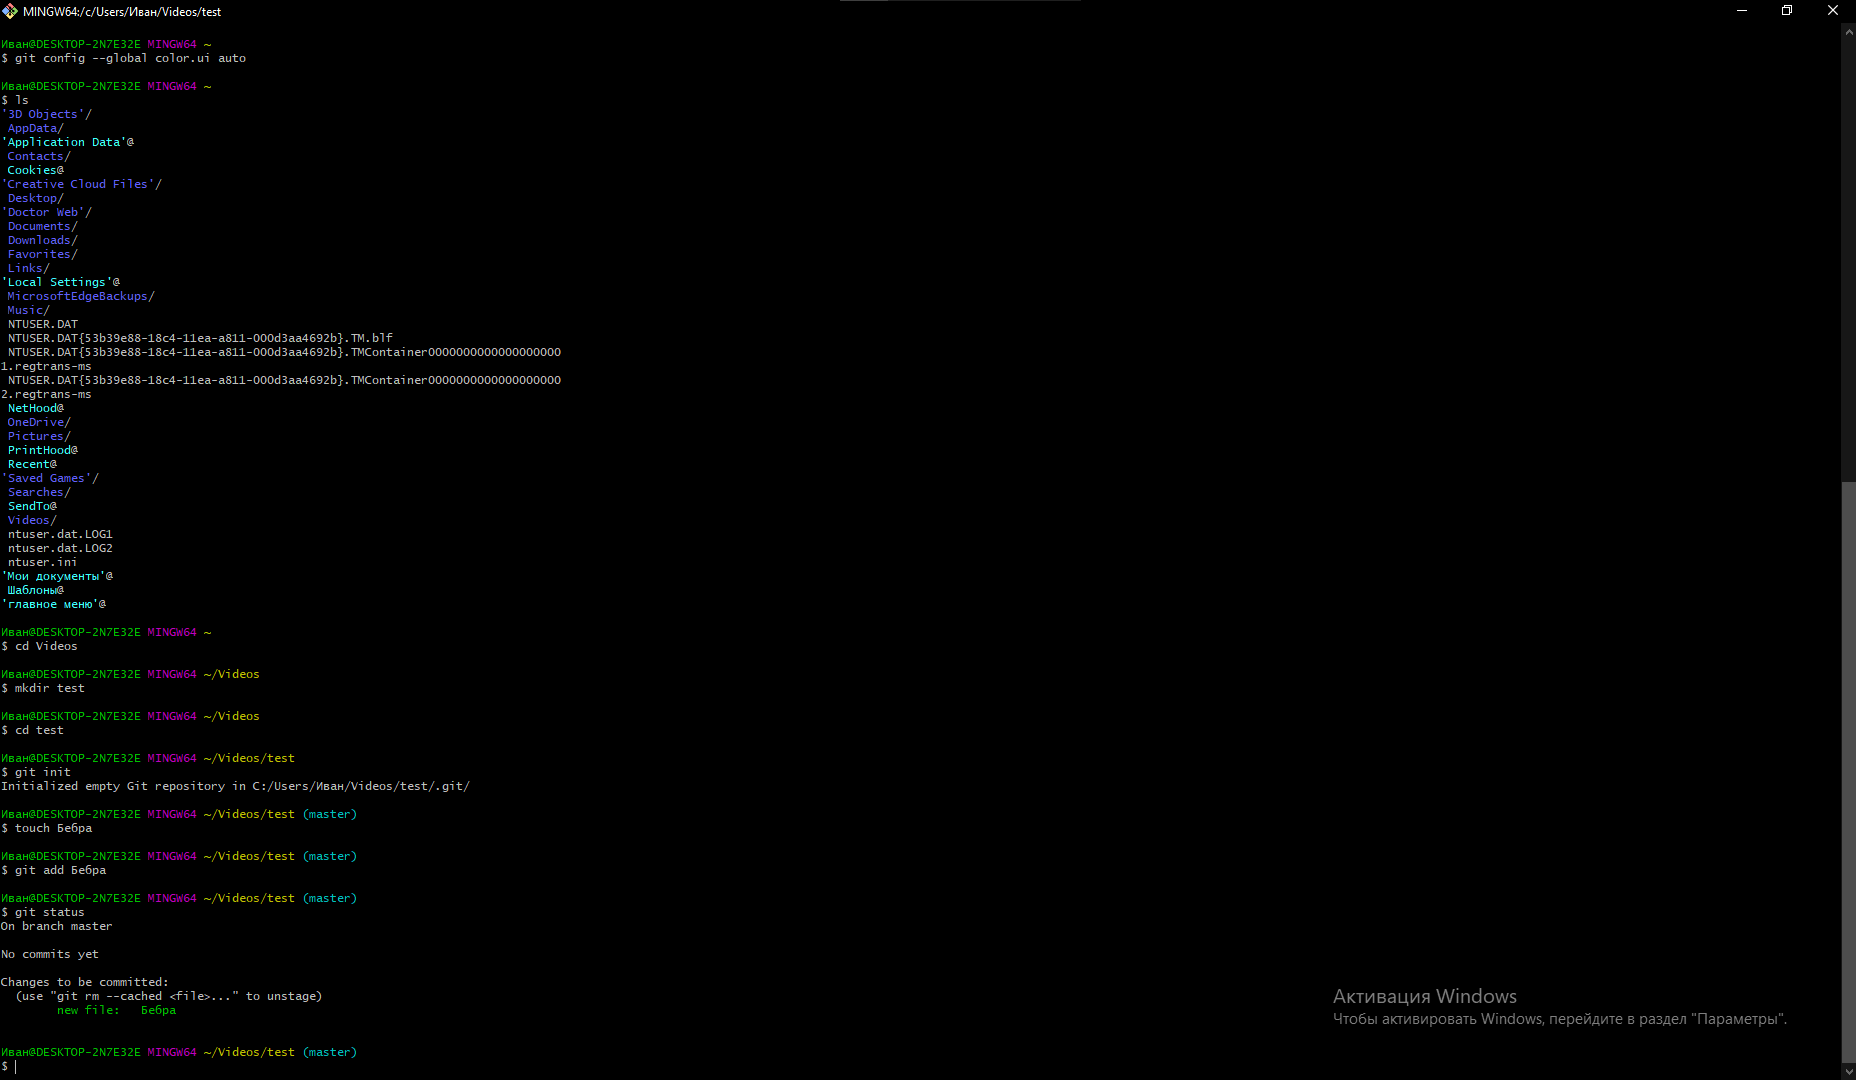 MINGW64:/c/Users/Иван/Videos/test
Иван@DESKTOP-2N7E32E MINGW64 ~
$ git config --global color.ui auto
Иван@DESKTOP-2N7E32E MINGW64 ~
$ ls
'3D Objects'/
AppData/
'Application Data'@
Contacts/
Cookies@
'Creative Cloud Files'/
Desktop/
'Doctor Web'/
Documents/
Downloads/
Favorites/
Links/
'Local Settings'@
MicrosoftEdgeBackups/
Music/
NTUSER.DAT
NTUSER.DAT{53b39e88-18c4-11ea-a811-000d3aa4692b}.TM.blf
NTUSER.DAT{53b39e88-18c4-11ea-a811-000d3aa4692b}.TMContainer0000000000000000000
1.regtrans-ms
NTUSER.DAT{53b39e88-18c4-11ea-a811-000d3aa4692b}.TMContainer0000000000000000000
2.regtrans-ms
NetHood@
OneDrive/
Pictures/
PrintHood@
Recent@
'Saved Games'/
Searches/
SendTo@
Videos/
ntuser.dat.LOG1
ntuser.dat.LOG2
ntuser.ini
'Мои документы'@
Шаблоны@
'главное меню'@
Иван@DESKTOP-2N7E32E MINGW64 ~
$ cd Videos
Иван@DESKTOP-2N7E32E MINGW64 ~/Videos
$ mkdir test
Иван@DESKTOP-2N7E32E MINGW64 ~/Videos
$ cd test
Иван@DESKTOP-2N7E32E MINGW64 ~/Videos/test
$ git init
Initialized empty Git repository in C:/Users/Иван/Videos/test/.git/
Иван@DESKTOP-2N7E32E MINGW64 ~/Videos/test (master)
$ touch Бебра
Иван@DESKTOP-2N7E32E MINGW64 ~/Videos/test (master)
$ git add Бебра
Иван@DESKTOP-2N7E32E MINGW64 ~/Videos/test (master)
$ git status
On branch master
No commits yet
Changes to be committed:
(use "git rm --cached <file>..." to unstage)
new file:   Бебра
Иван@DESKTOP-2N7E32E MINGW64 ~/Videos/test (master)
$
Активация Windows
Чтобы активировать Windows, перейдите в раздел "Параметры".